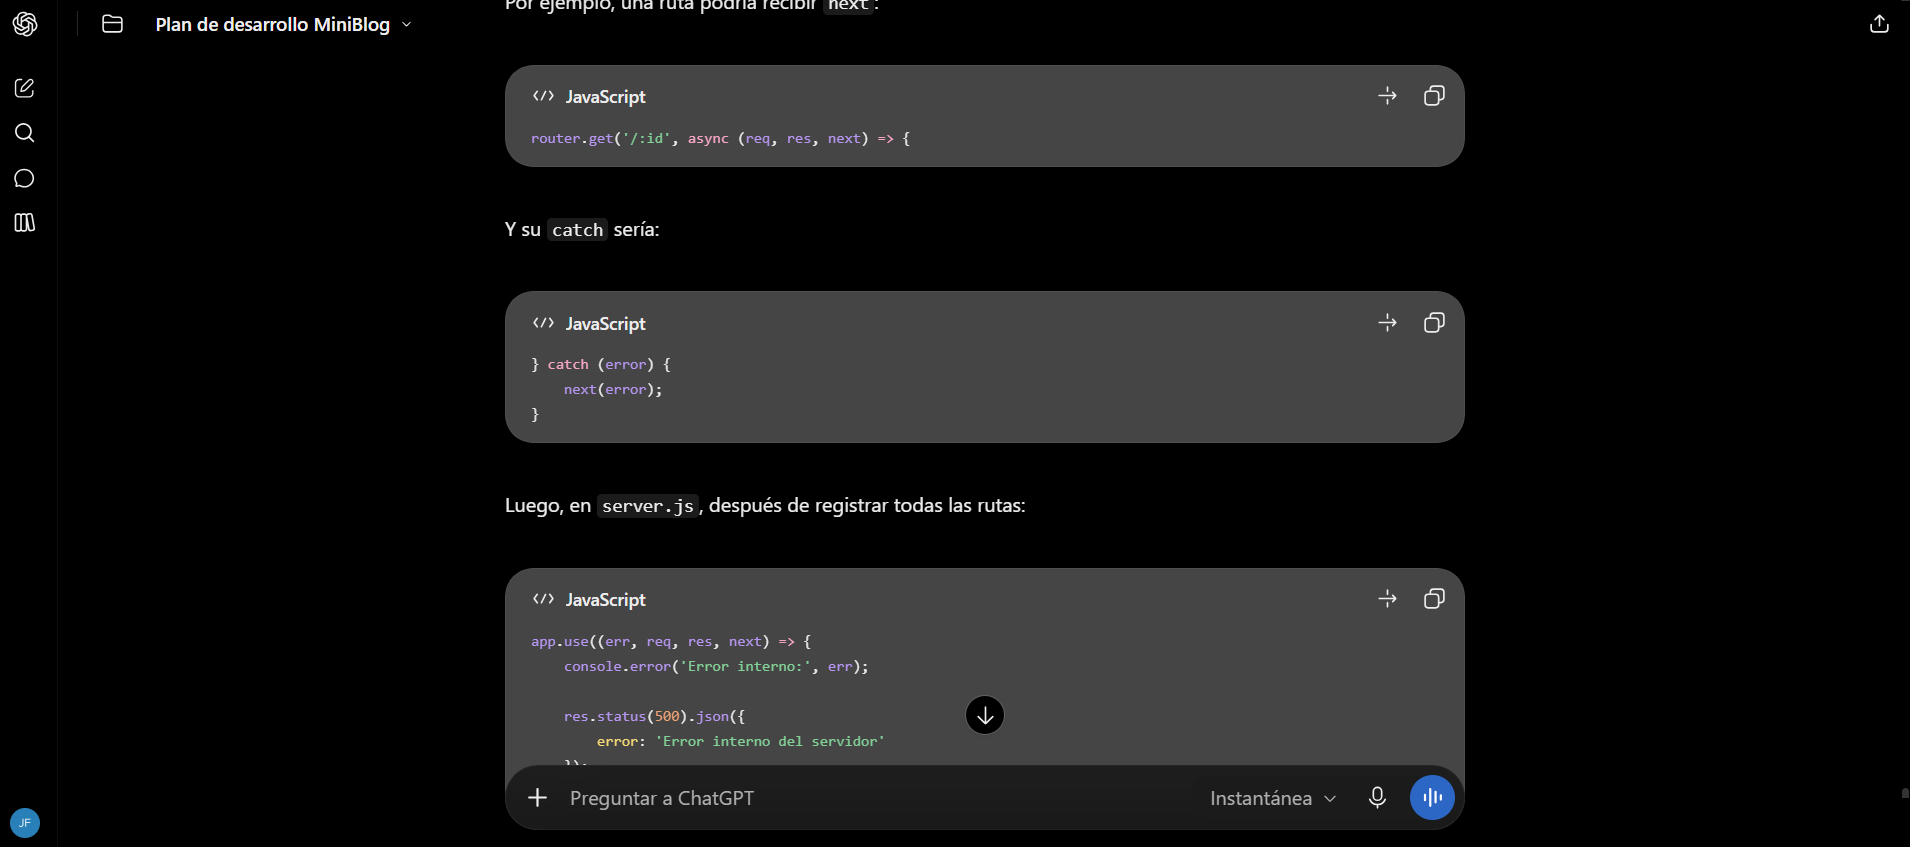 Plan de desarrollo MiniBlog
Por ejemplo, una ruta podría recibir next:
JavaScript
router.get('/:id', async (req, res, next) => {
Y su catch sería:
JavaScript
} catch (error) {
    next(error);
}
Luego, en server.js, después de registrar todas las rutas:
JavaScript
app.use((err, req, res, next) => {
    console.error('Error interno:', err);
    res.status(500).json({
        error: 'Error interno del servidor'
    });
Preguntar a ChatGPT
Instantánea
JF